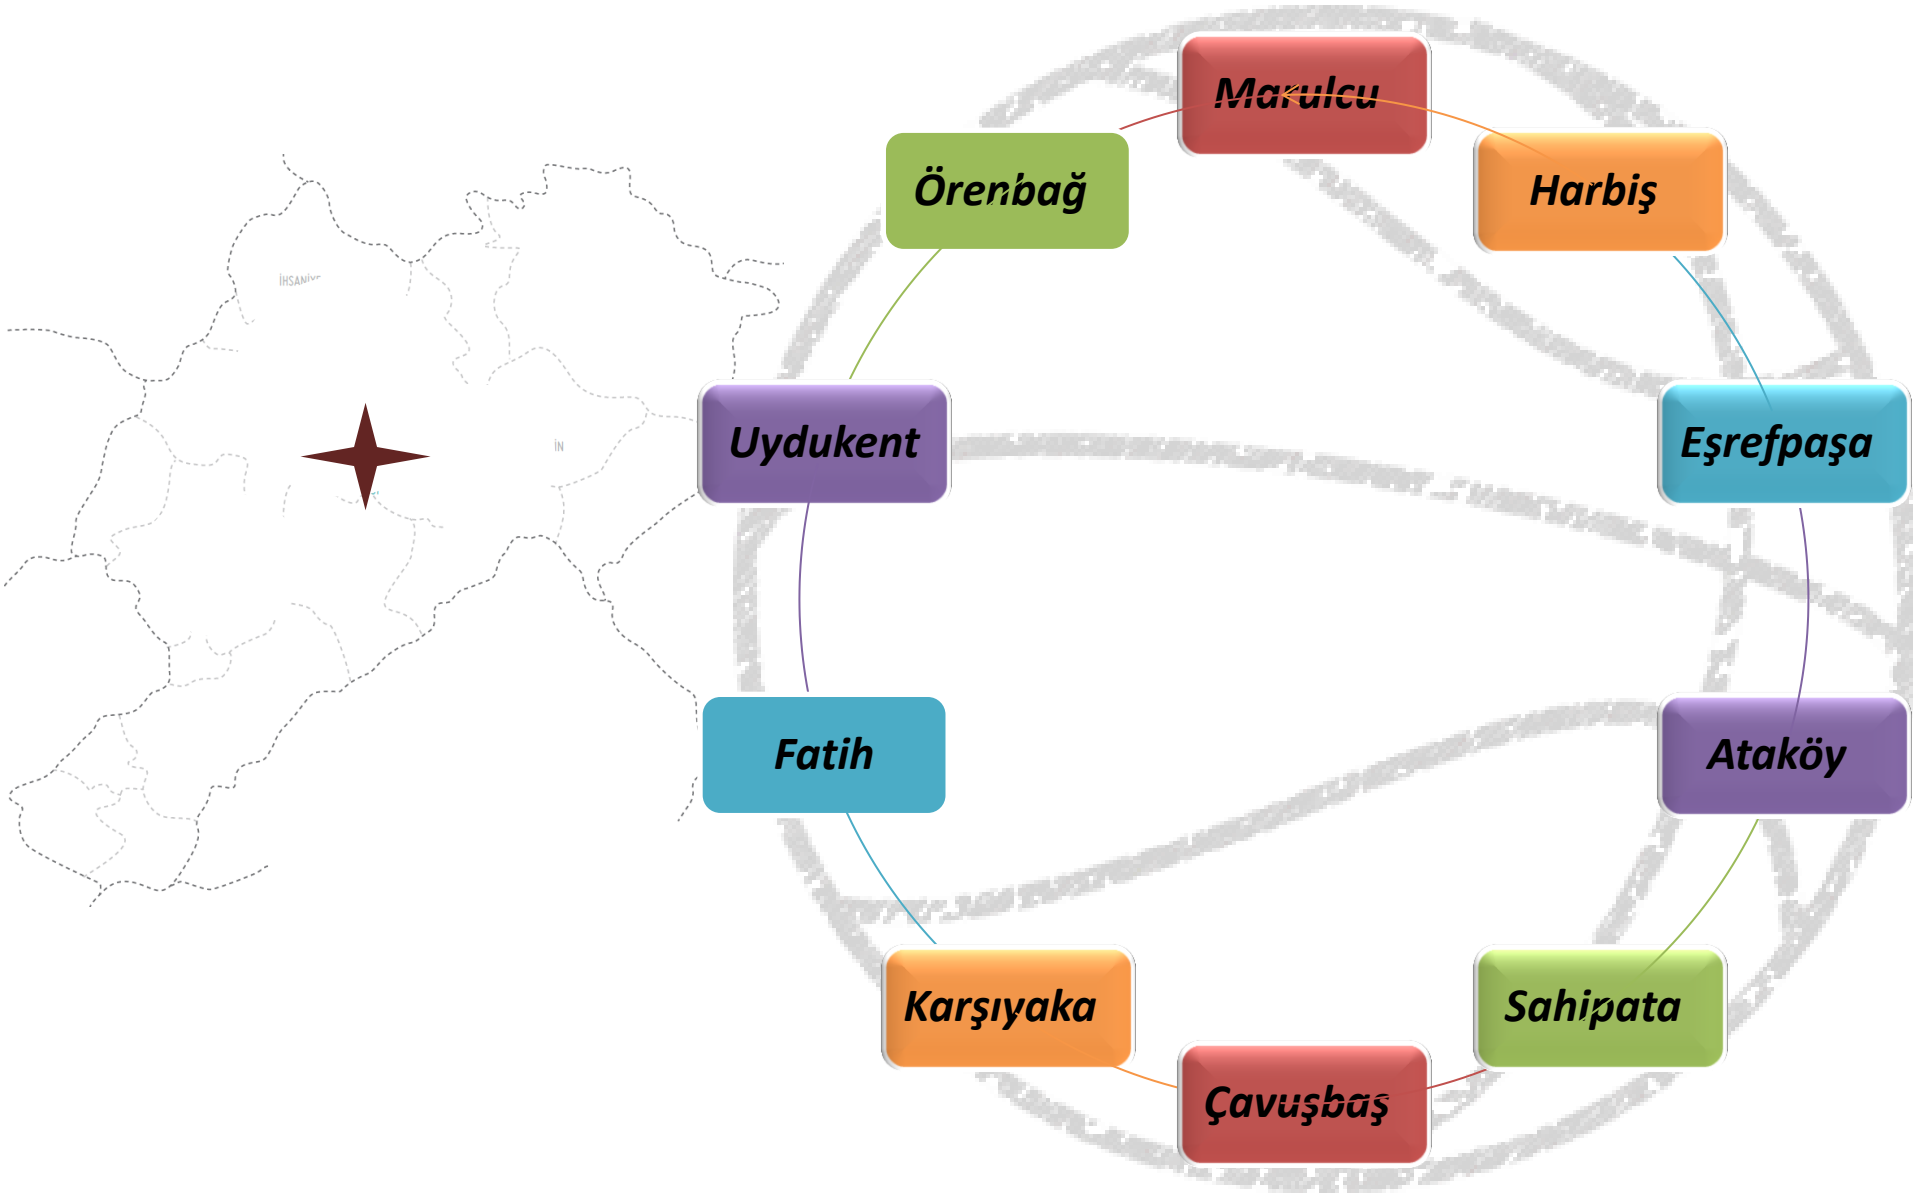 Marulcu
Harbiş
Örenbağ
Eşrefpaşa
Uydukent
Ataköy
Fatih
Sahipata
Karşıyaka
Çavuşbaş
İN